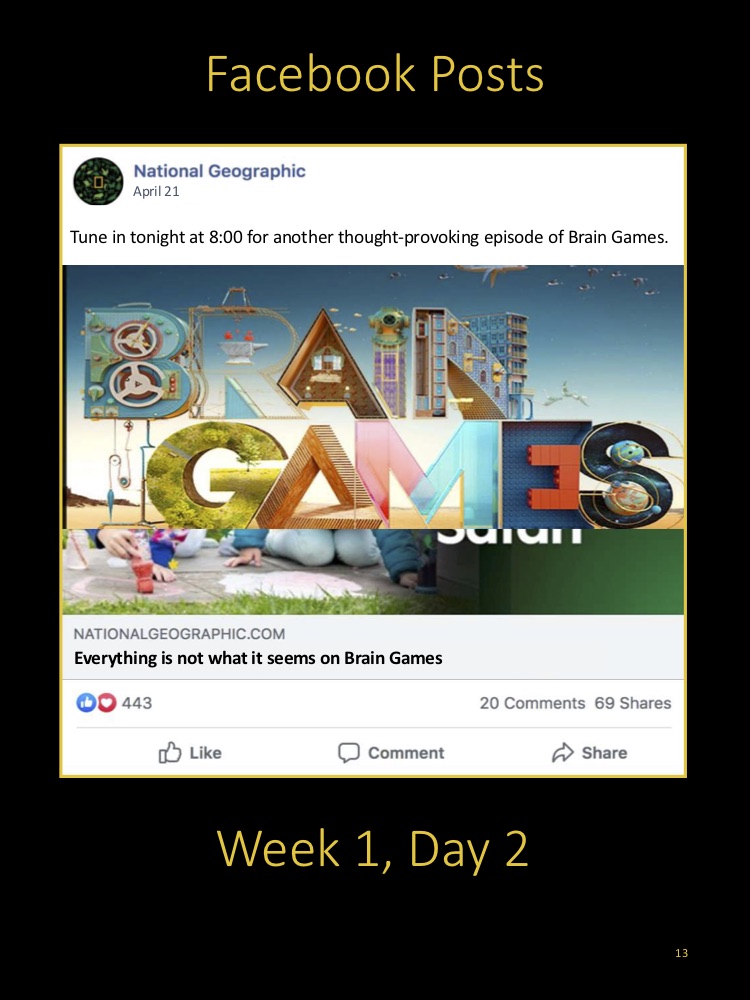 Facebook Posts
National Geographic
April 21
Tune in tonight at 8:00 for another thought-provoking episode of Brain Games.
BRAIN
GAMES
Safari
NATIONALGEOGRAPHIC.COM
Everything is not what it seems on Brain Games
443
20 Comments 69 Shares
Like
Comment
Share
Week 1, Day 2
13